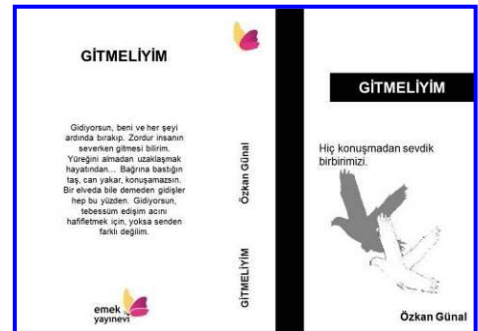 GİTMELİYİM
Gidiyorsun, beni ve her şeyi
ardında bırakıp. Zordur insanın
severken gitmesi bilirim.
Yüreğini almadan uzaklaşmak
hayatından... Bağrına bastığın
taş, can yakar, konuşamazsın.
Bir elveda bile demeden gidişler
hep bu yüzden. Gidiyorsun,
tebessüm edişim acını
hafifletmek için, yoksa senden
farklı değilim.
emek
yayınevi
Özkan Günal
GİTMELİYİM
GİTMELİYİM
Hiç konuşmadan sevdik
birbirimizi.
Özkan Günal